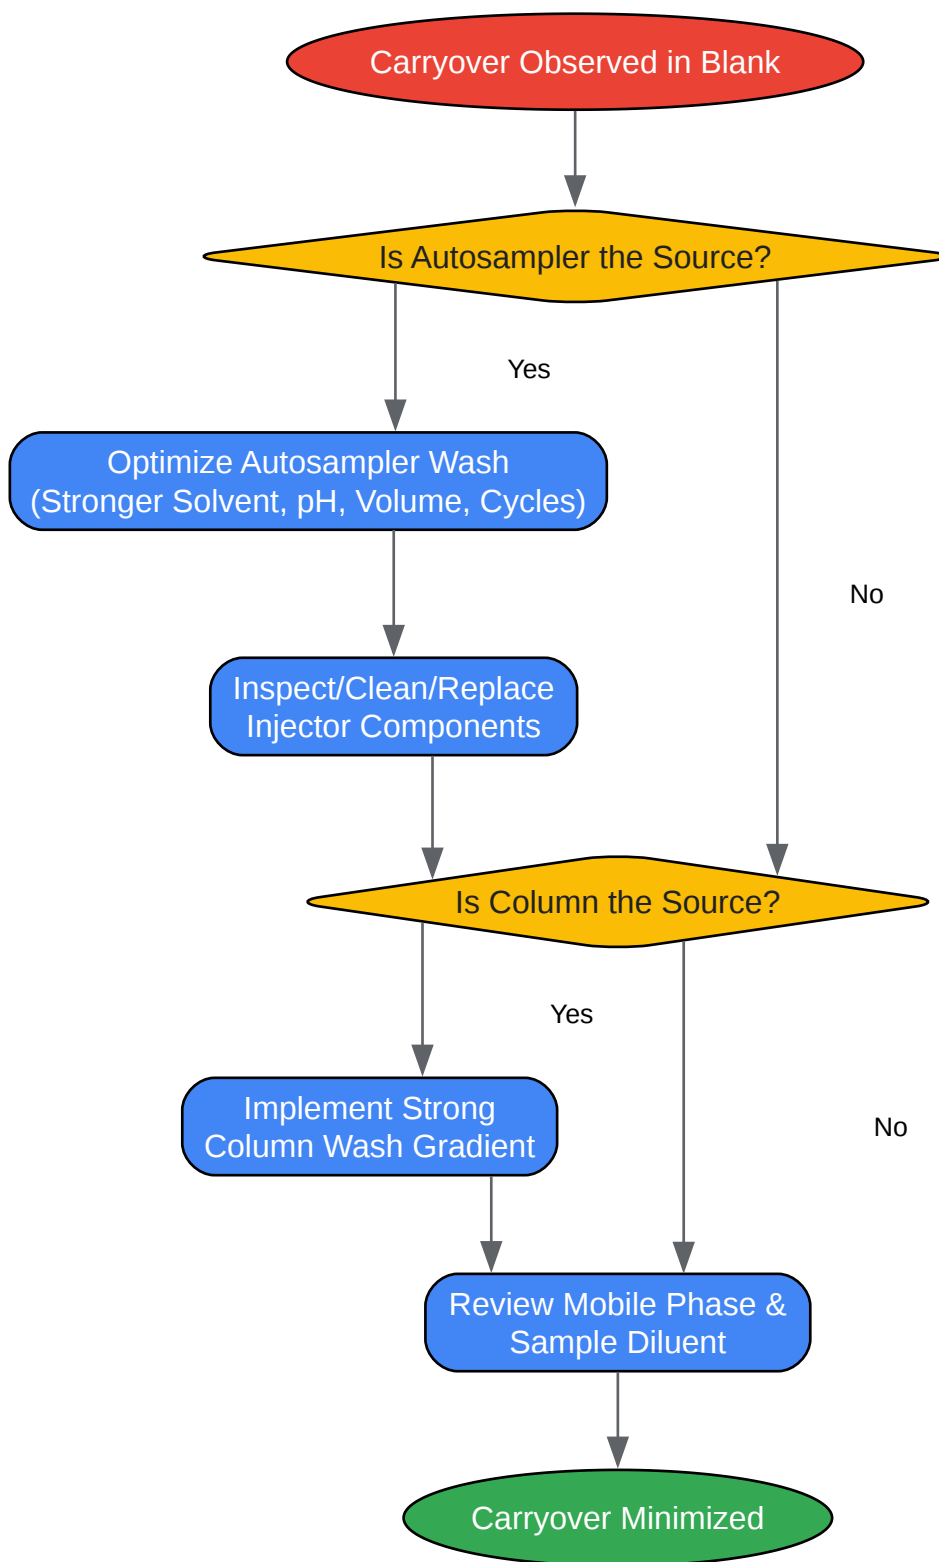 Carryover Observed in Blank
Is Autosampler the Source?
Yes
Optimize Autosampler Wash
(Stronger Solvent, pH, Volume, Cycles)
No
Inspect/Clean/Replace
Injector Components
Is Column the Source?
Yes
Implement Strong
Column Wash Gradient
No
Review Mobile Phase &
Sample Diluent
Carryover Minimized